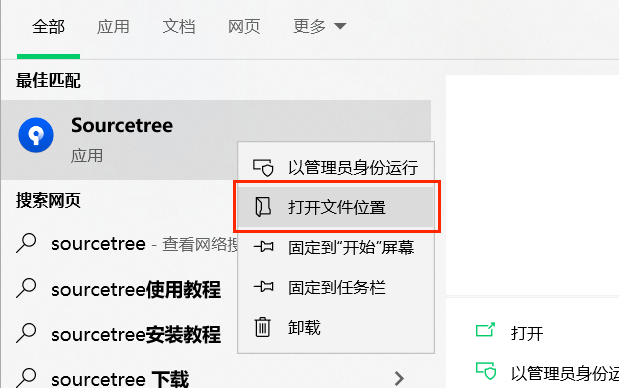 全部 应用 文档 网页 更多
最佳匹配
Sourcetree
应用
以管理员身份运行
打开文件位置
固定到"开始"屏幕
固定到任务栏
卸载
搜索网页
sourcetree - 查看网络
sourcetree使用教程
sourcetree安装教程
sourcetree 下载
打开
以管理员身份运